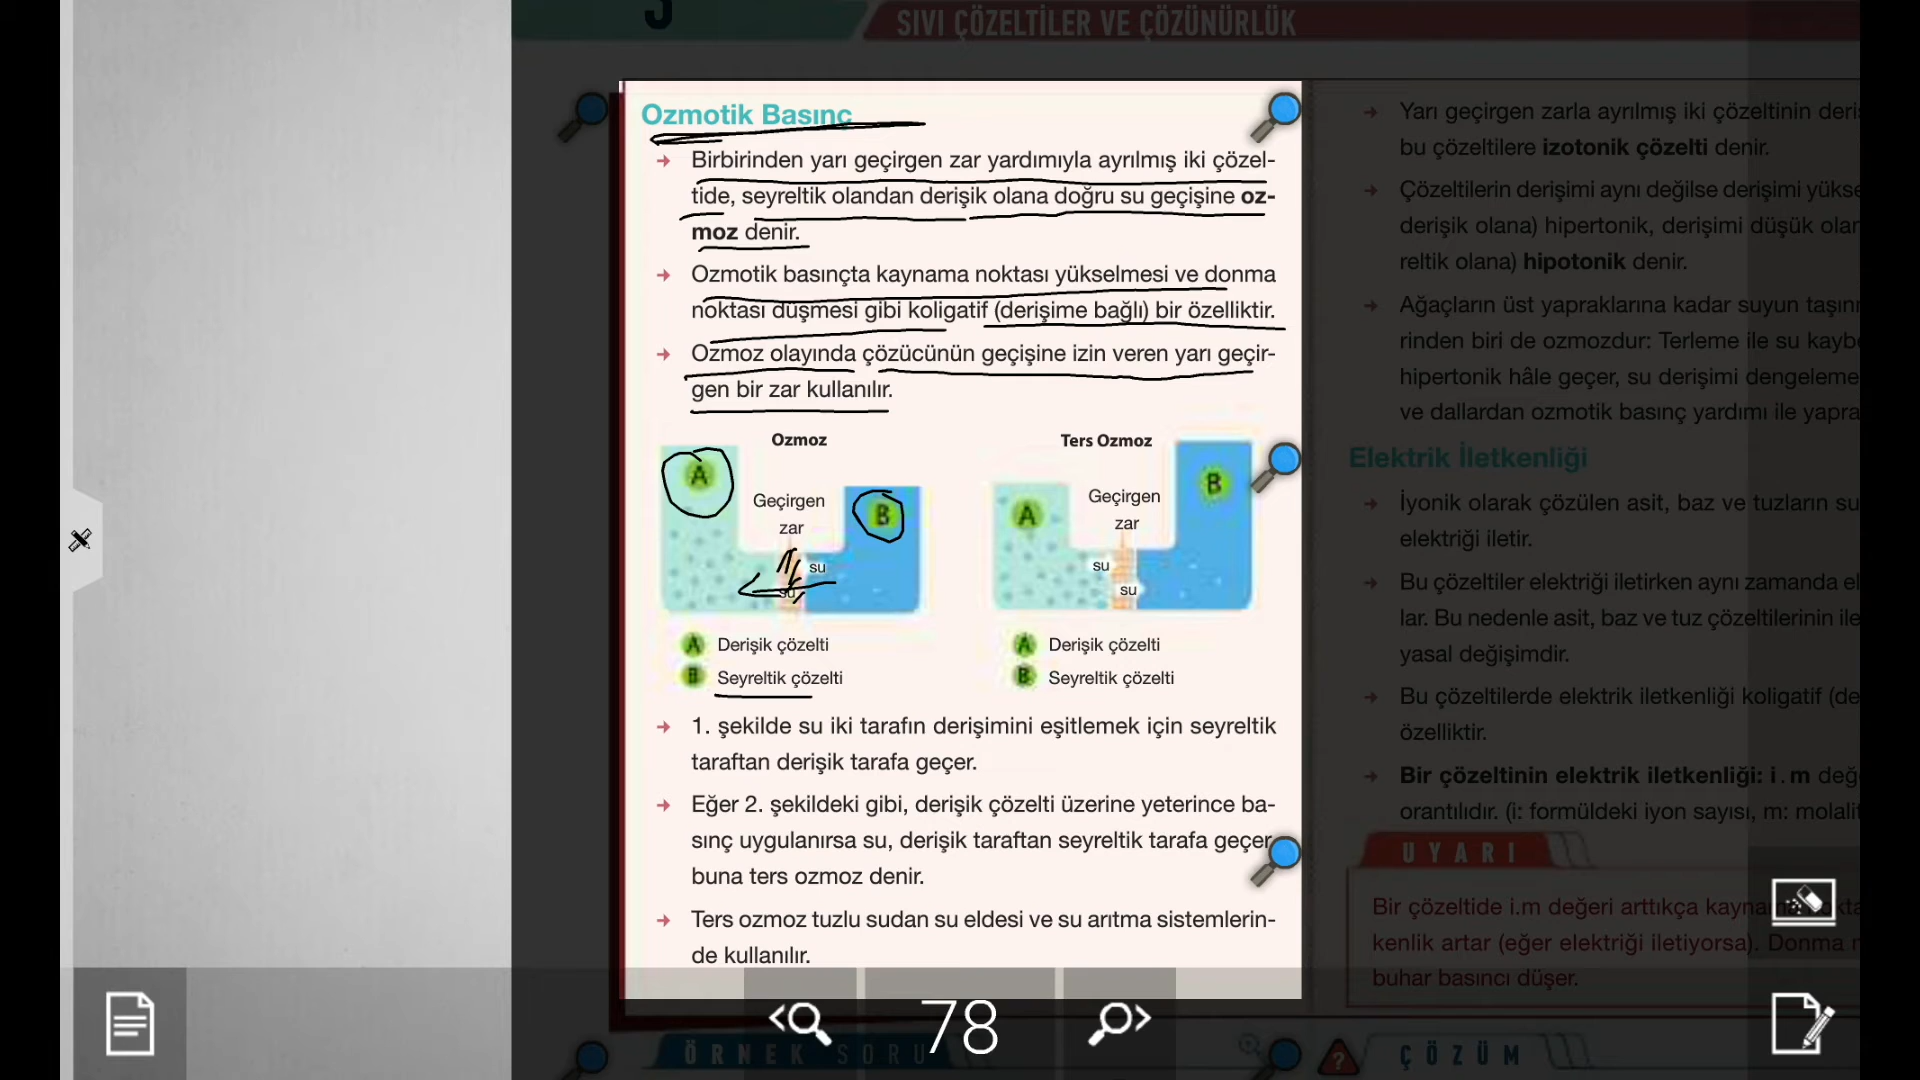 SIVI ÇÖZELTİLER VE ÇÖZÜNÜRLÜK
Ozmotik Basınç
Birbirinden yarı geçirgen zar yardımıyla ayrılmış iki çözel-
tide, seyreltik olandan derişik olana doğru su geçişine oz-
moz denir.
Ozmotik basınçta kaynama noktası yükselmesi ve donma
noktası düşmesi gibi koligatif (derişime bağlı) bir özelliktir.
Ozmoz olayında çözücünün geçişine izin veren yarı geçir-
gen bir zar kullanılır.
Ozmoz
A
Geçirgen
zar
B
su
su
A Derişik çözelti
B Seyreltik çözelti
Ters Ozmoz
A
Geçirgen
zar
B
su
su
A Derişik çözelti
B Seyreltik çözelti
1. şekilde su iki tarafın derişimini eşitlemek için seyreltik
taraftan derişik tarafa geçer.
Eğer 2. şekildeki gibi, derişik çözelti üzerine yeterince ba-
sınç uygulanırsa su, derişik taraftan seyreltik tarafa geçer
buna ters ozmoz denir.
Ters ozmoz tuzlu sudan su eldesi ve su arıtma sistemlerin-
de kullanılır.
Yarı geçirgen zarla ayrılmış iki çözeltinin deri
bu çözeltilere izotonik çözelti denir.
Çözeltilerin derişimi aynı değilse derişimi yükse
derişik olana) hipertonik, derişimi düşük olan
reltik olana) hipotonik denir.
Ağaçların üst yapraklarına kadar suyun taşını
rinden biri de ozmozdur: Terleme ile su kaybe
hipertonik hâle geçer, su derişimi dengeleme
ve dallardan ozmotik basınç yardımı ile yapra
Elektrik İletkenliği
İyonik olarak çözülen asit, baz ve tuzların su
elektriği iletir.
Bu çözeltiler elektriği iletirken aynı zamanda el
lar. Bu nedenle asit, baz ve tuz çözeltilerinin ile
yasal değişimdir.
Bu çözeltilerde elektrik iletkenliği koligatif (de
özelliktir.
Bir çözeltinin elektrik iletkenliği: i . m değ
orantılıdır. (i: formüldeki iyon sayısı, m: molalit
UYARI
Bir çözeltide i.m değeri arttıkça
kenlik artar (eğer elektriği iletiyorsa). Donma
buhar basıncı düşer.
78
ÖRNEK SORU
ÇÖZÜM